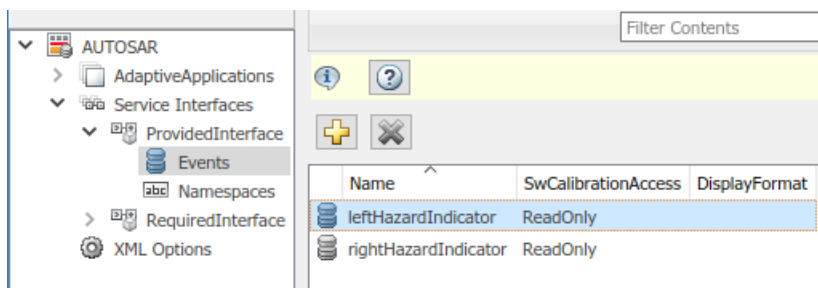 AUTOSAR
AdaptiveApplications
Service Interfaces
ProvidedInterface
Events
abc Namespaces
RequiredInterface
XML Options
Filter Contents
Name SwCalibrationAccess DisplayFormat
leftHazardIndicator ReadOnly
rightHazardIndicator ReadOnly